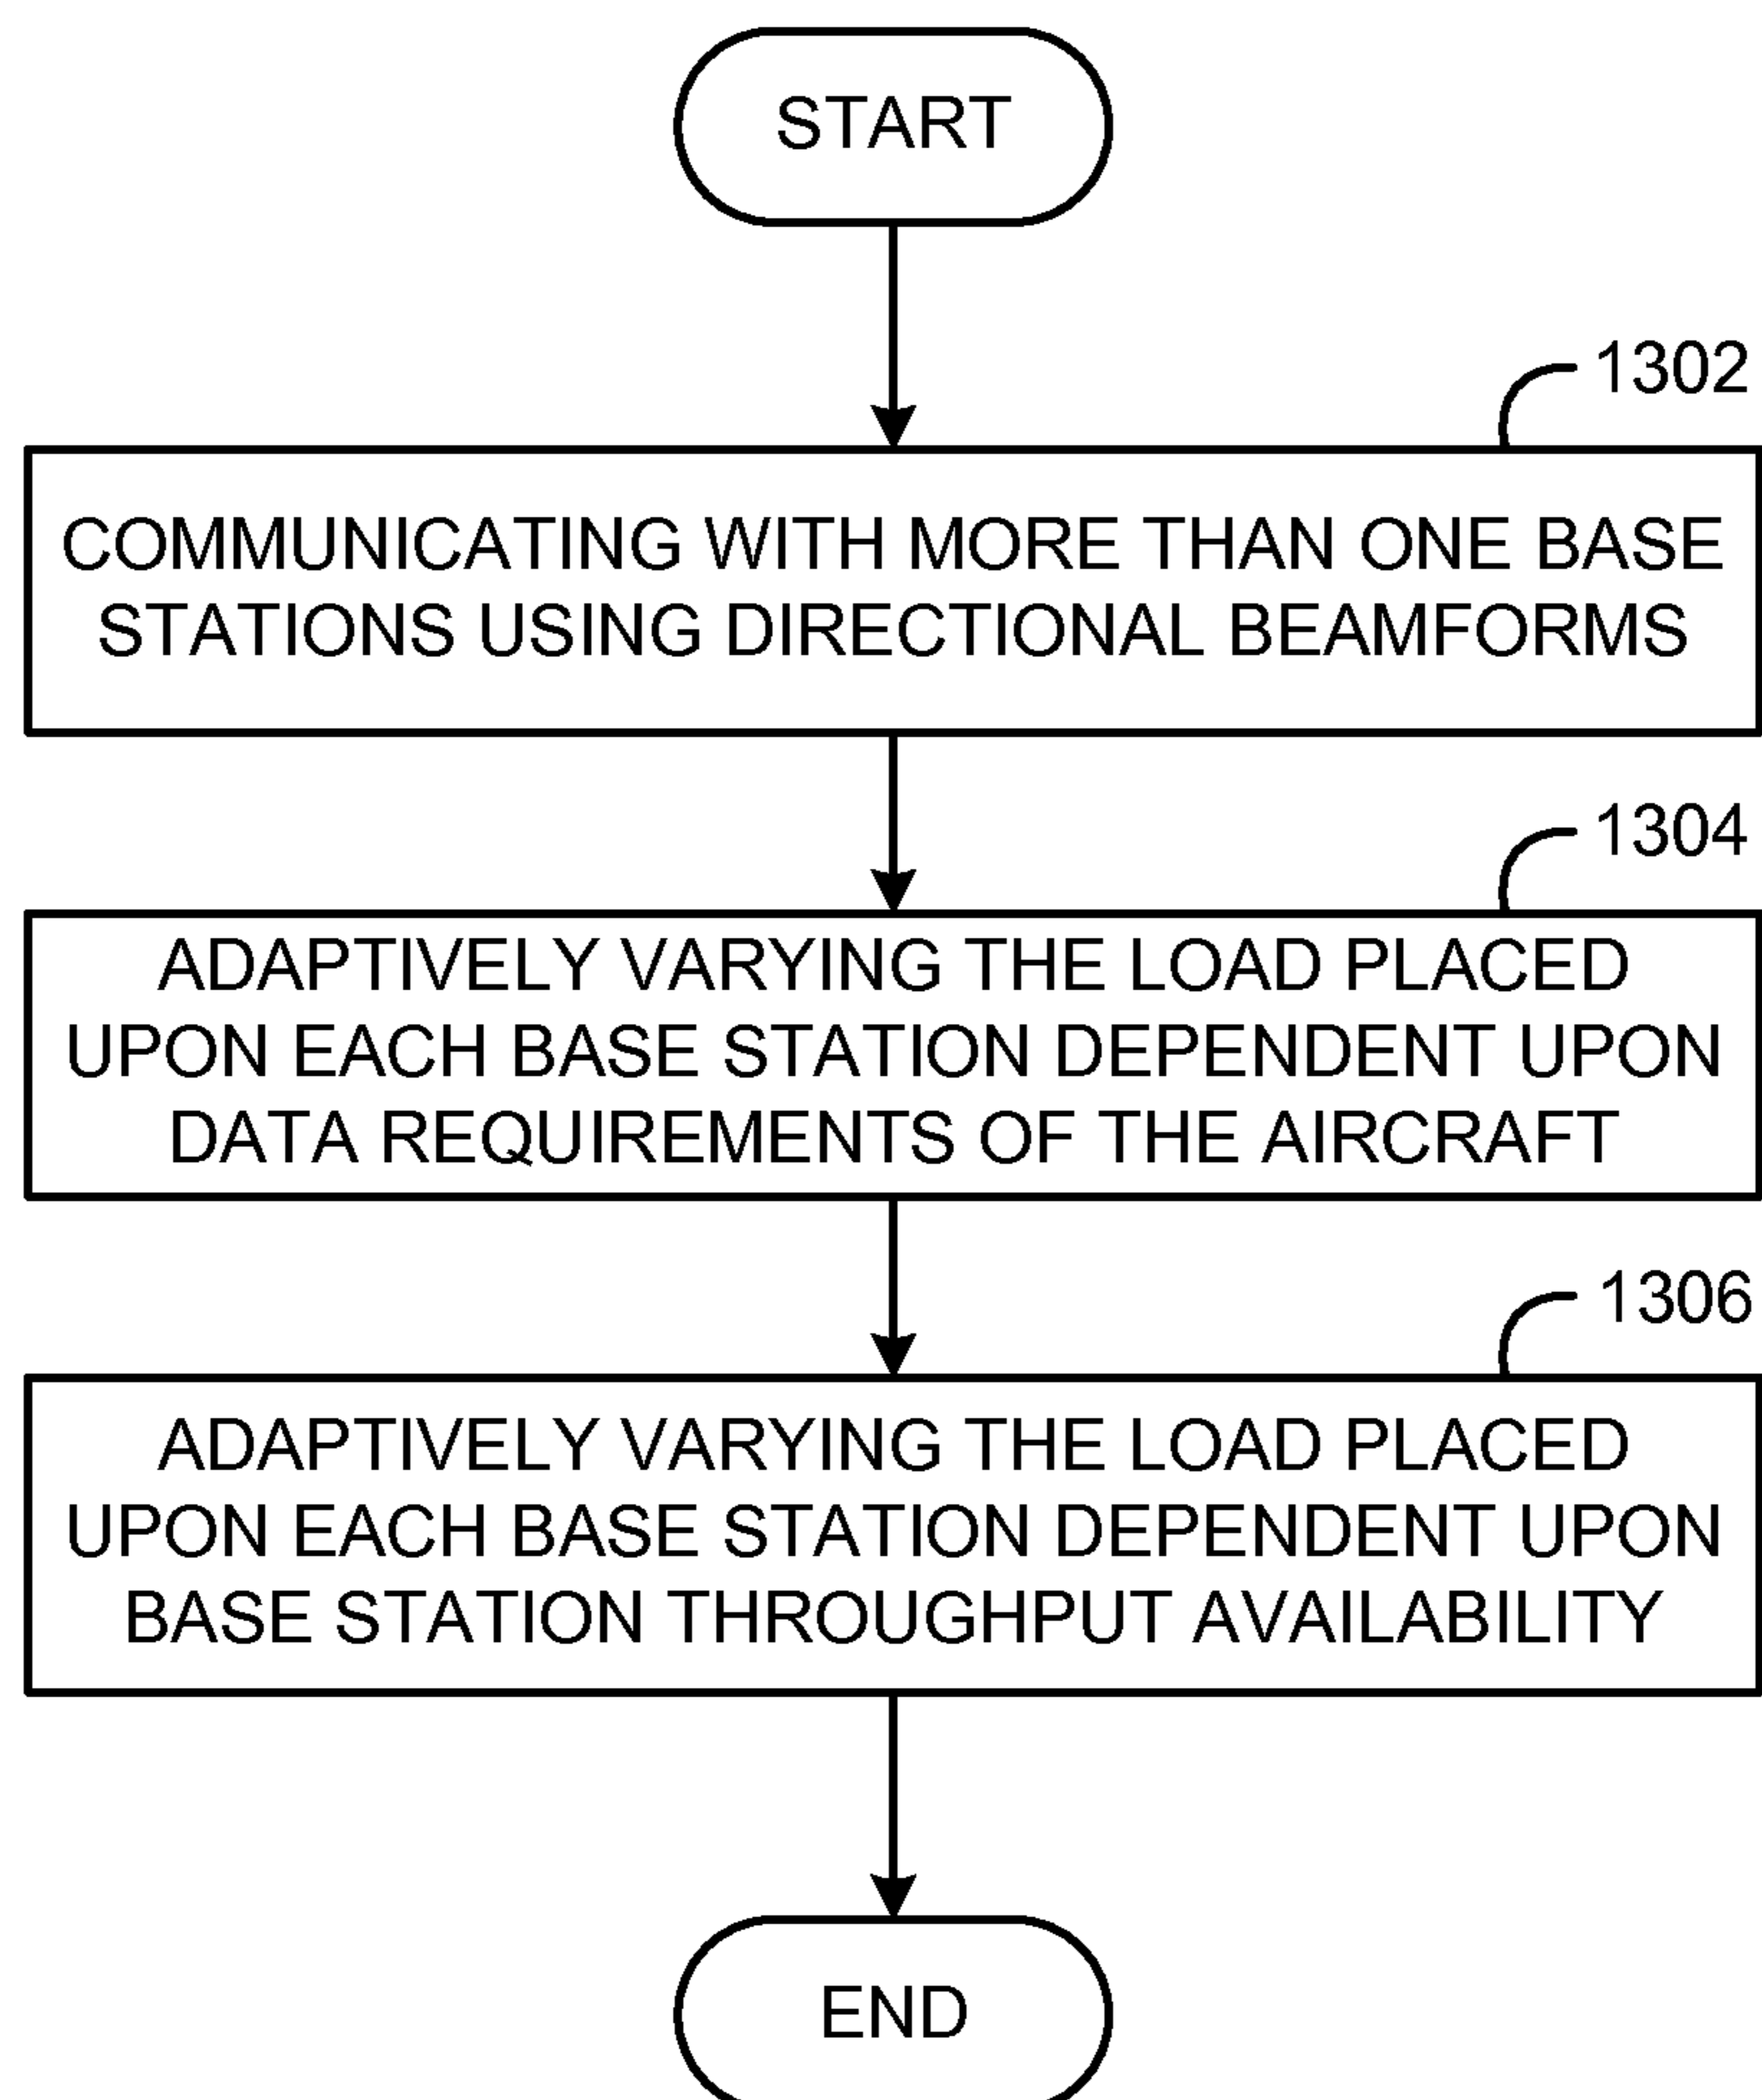 START
1302
COMMUNICATING WITH MORE THAN ONE BASE
STATIONS USING DIRECTIONAL BEAMFORMS
1304
ADAPTIVELY VARYING THE LOAD PLACED
UPON EACH BASE STATION DEPENDENT UPON
DATA REQUIREMENTS OF THE AIRCRAFT
1306
ADAPTIVELY VARYING THE LOAD PLACED
UPON EACH BASE STATION DEPENDENT UPON
BASE STATION THROUGHPUT AVAILABILITY
END